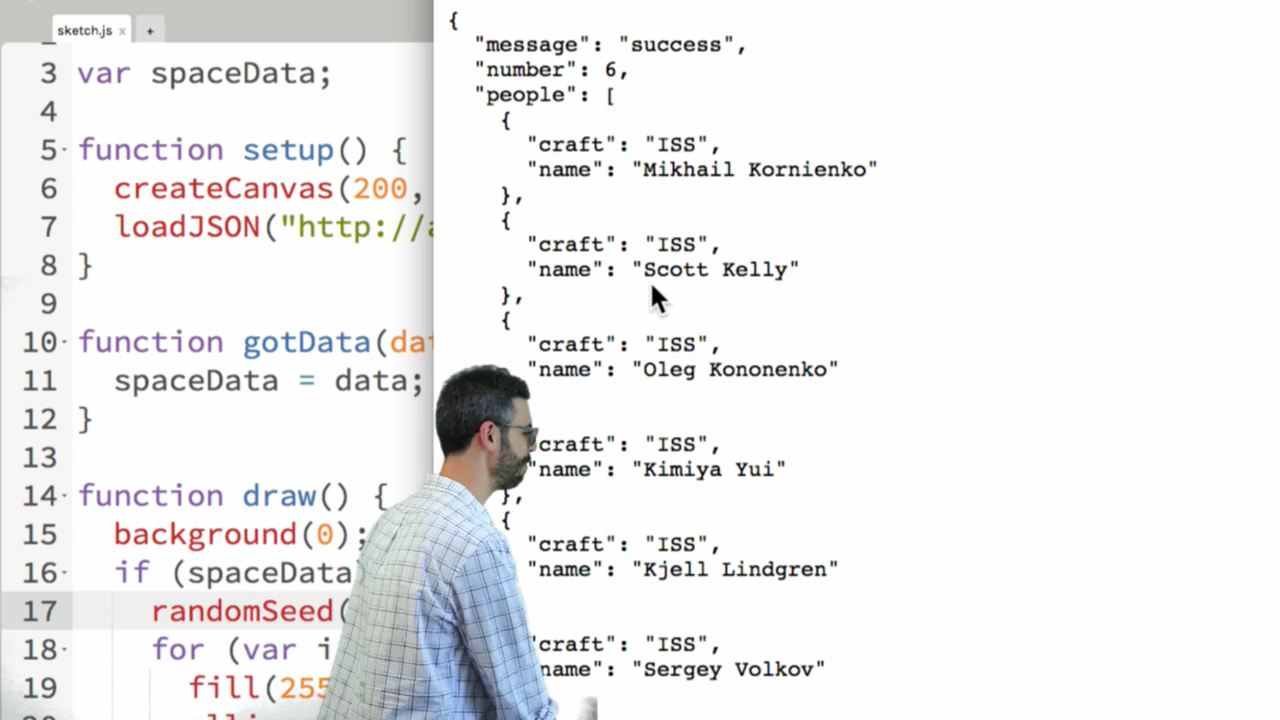 sketch.js × +
3 var spaceData;
4
5 function setup() {
6 createCanvas(200,
7 loadJSON("http://
8 }
9
10 function gotData(
11 spaceData = data;
12 }
13
14 function draw() {
15 background(0);
16 if (spaceData
17 randomSeed(
18 for (var i
19 fill(255
{
"message": "success",
"number": 6,
"people": [
{
"craft": "ISS",
"name": "Mikhail Kornienko"
},
{
"craft": "ISS",
"name": "Scott Kelly"
},
{
"craft": "ISS",
"name": "Oleg Kononenko"
craft": "ISS",
"name": "Kimiya Yui"
},
{
"craft": "ISS",
"name": "Kjell Lindgren"
craft": "ISS",
name": "Sergey Volkov"